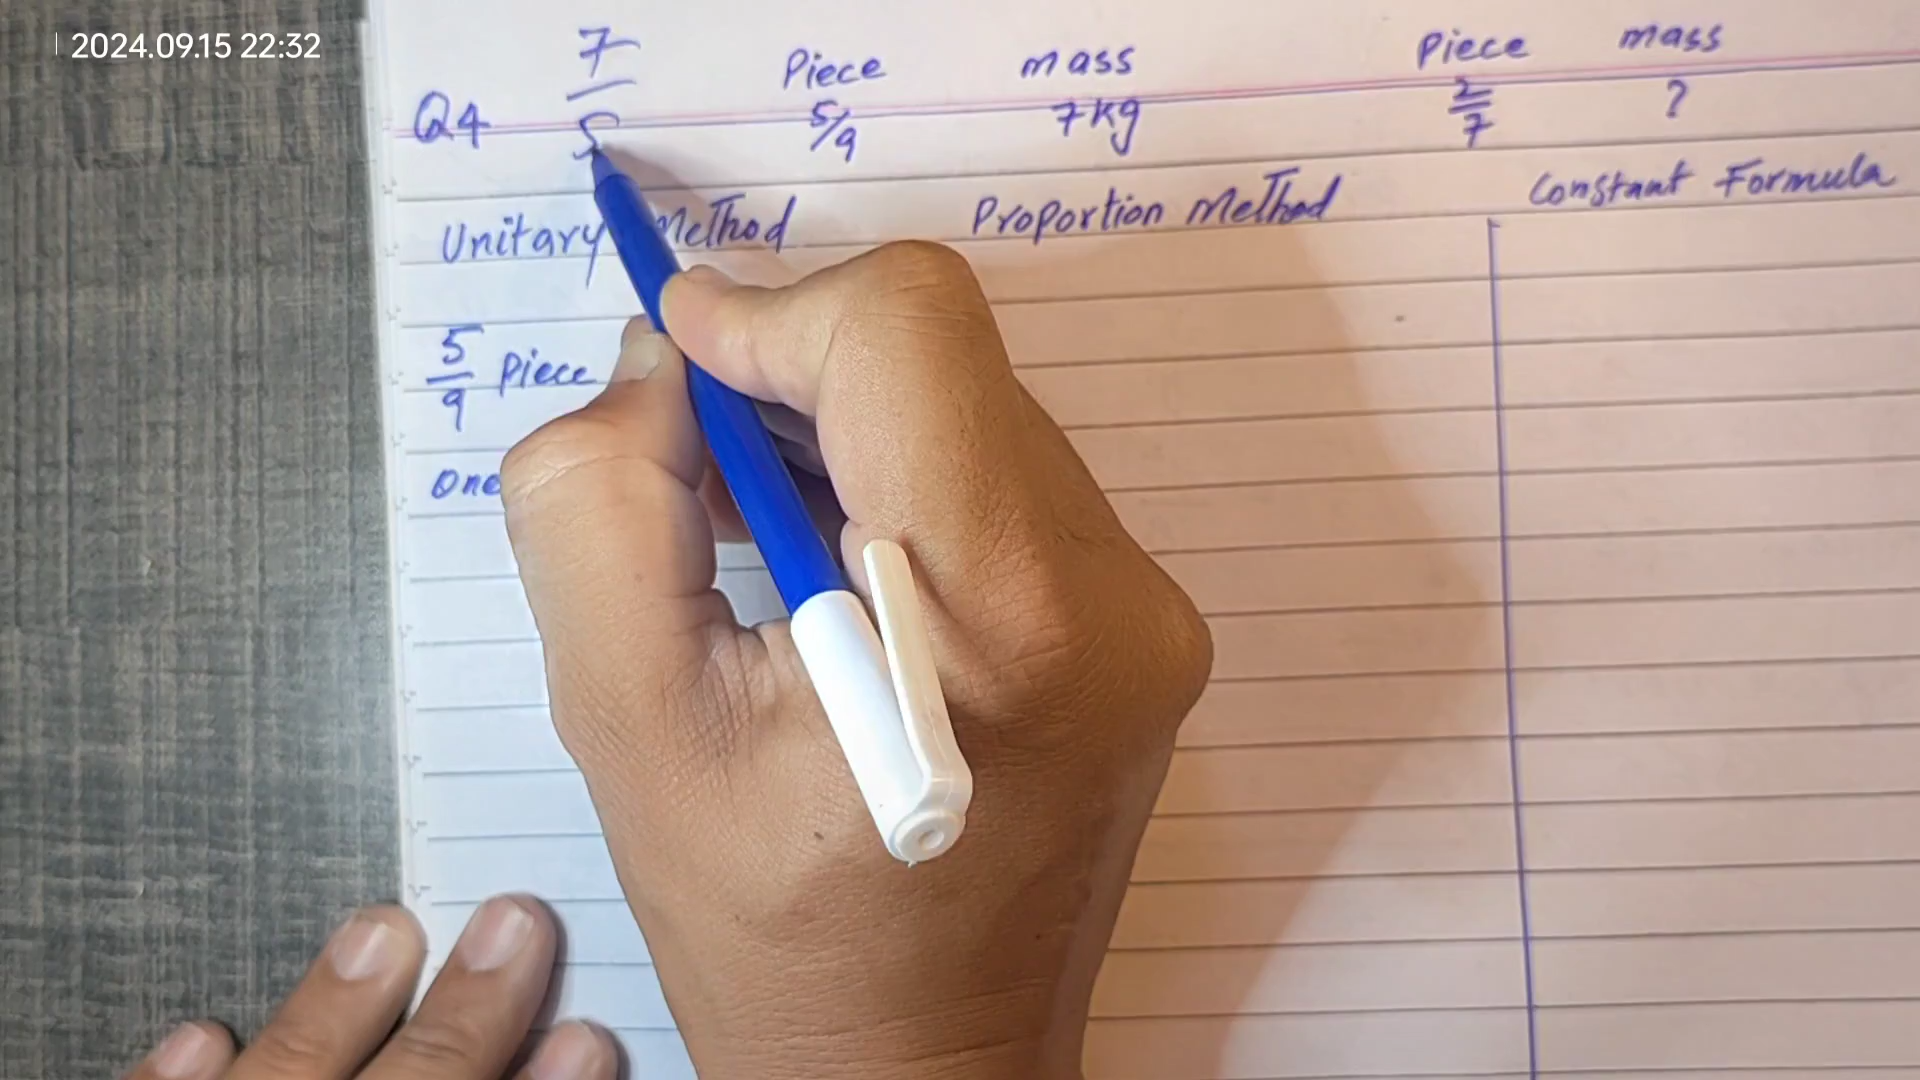 2024.09.15 22:32
7 Piece mass Piece mass
Q4 5 5/9 7kg 2/7 ?
Unitary Method Proportion Method Constant Formula
5/9 Piece
One